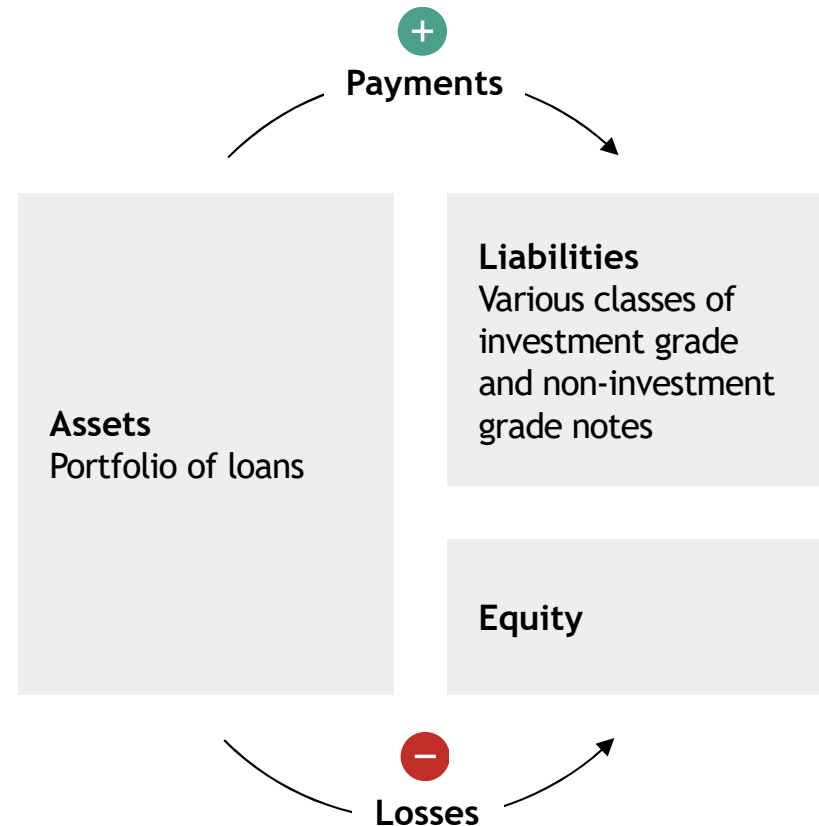 +
Payments
Assets
Portfolio of loans
Liabilities
Various classes of
investment grade
and non-investment
grade notes
Equity
−
Losses